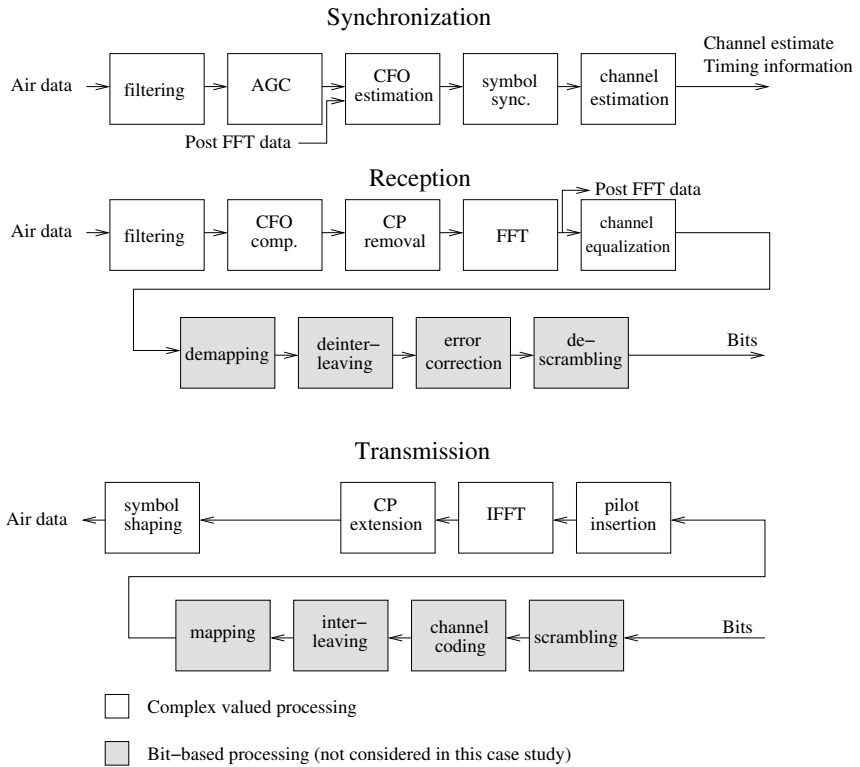 Synchronization
Channel estimate
Timing information
Air data
filtering
AGC
CFO
estimation
symbol
sync.
channel
estimation
Post FFT data
Reception
Post FFT data
Air data
filtering
CFO
comp.
CP
removal
FFT
channel
equalization
demapping
deinter-
leaving
error
correction
de-
scrambling
Bits
Transmission
Air data
symbol
shaping
CP
extension
IFFT
pilot
insertion
mapping
inter-
leaving
channel
coding
scrambling
Bits
Complex valued processing
Bit-based processing (not considered in this case study)